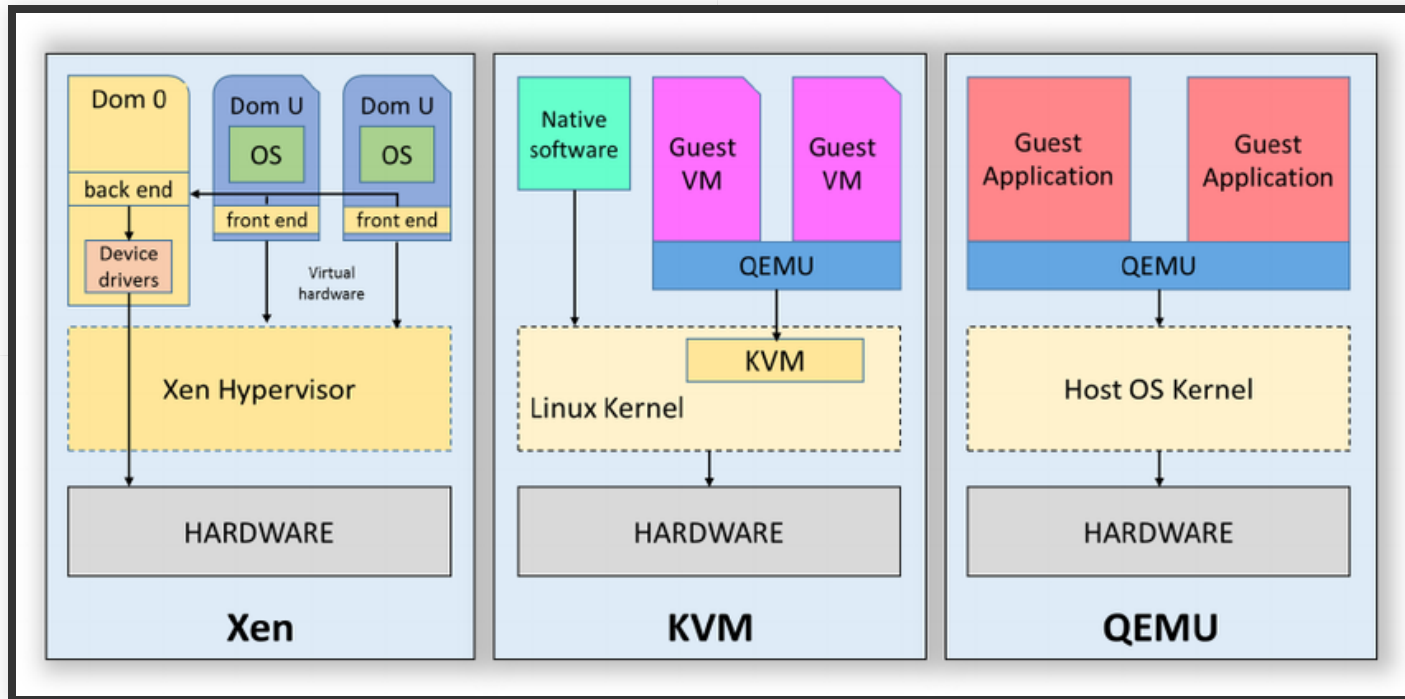 Dom 0
back end
Device
drivers
Dom U
OS
front end
Dom U
OS
front end
Virtual
hardware
Xen Hypervisor
HARDWARE
Xen
Native
software
Guest
VM
Guest
VM
QEMU
KVM
Linux Kernel
HARDWARE
KVM
Guest
Application
Guest
Application
QEMU
Host OS Kernel
HARDWARE
QEMU